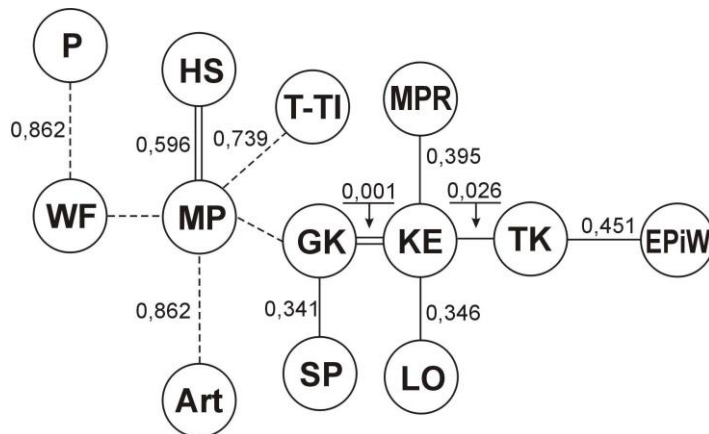 P
HS
T-TI
MPR
0,862
0,596
0,739
0,395
0,001
0,026
WF
MP
GK
KE
TK
0,451
EPiW
0,862
0,341
0,346
Art
SP
LO